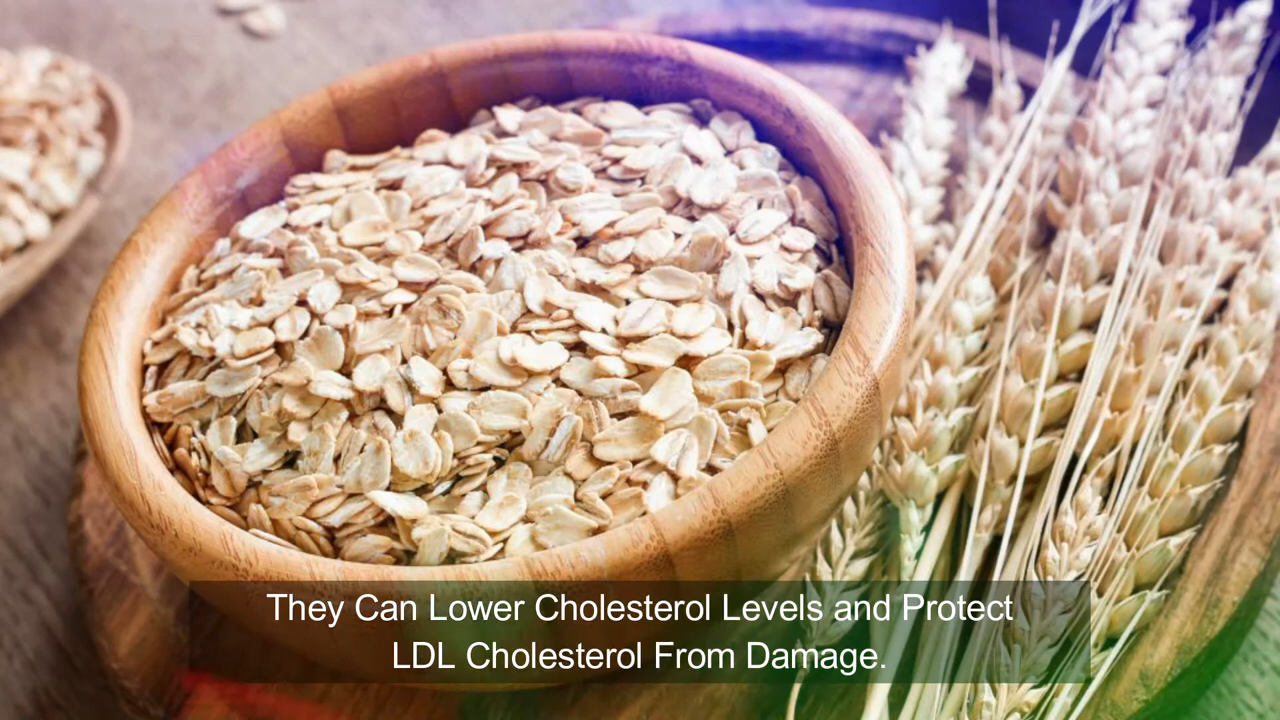 They Can Lower Cholesterol Levels and Protect
LDL Cholesterol From Damage.